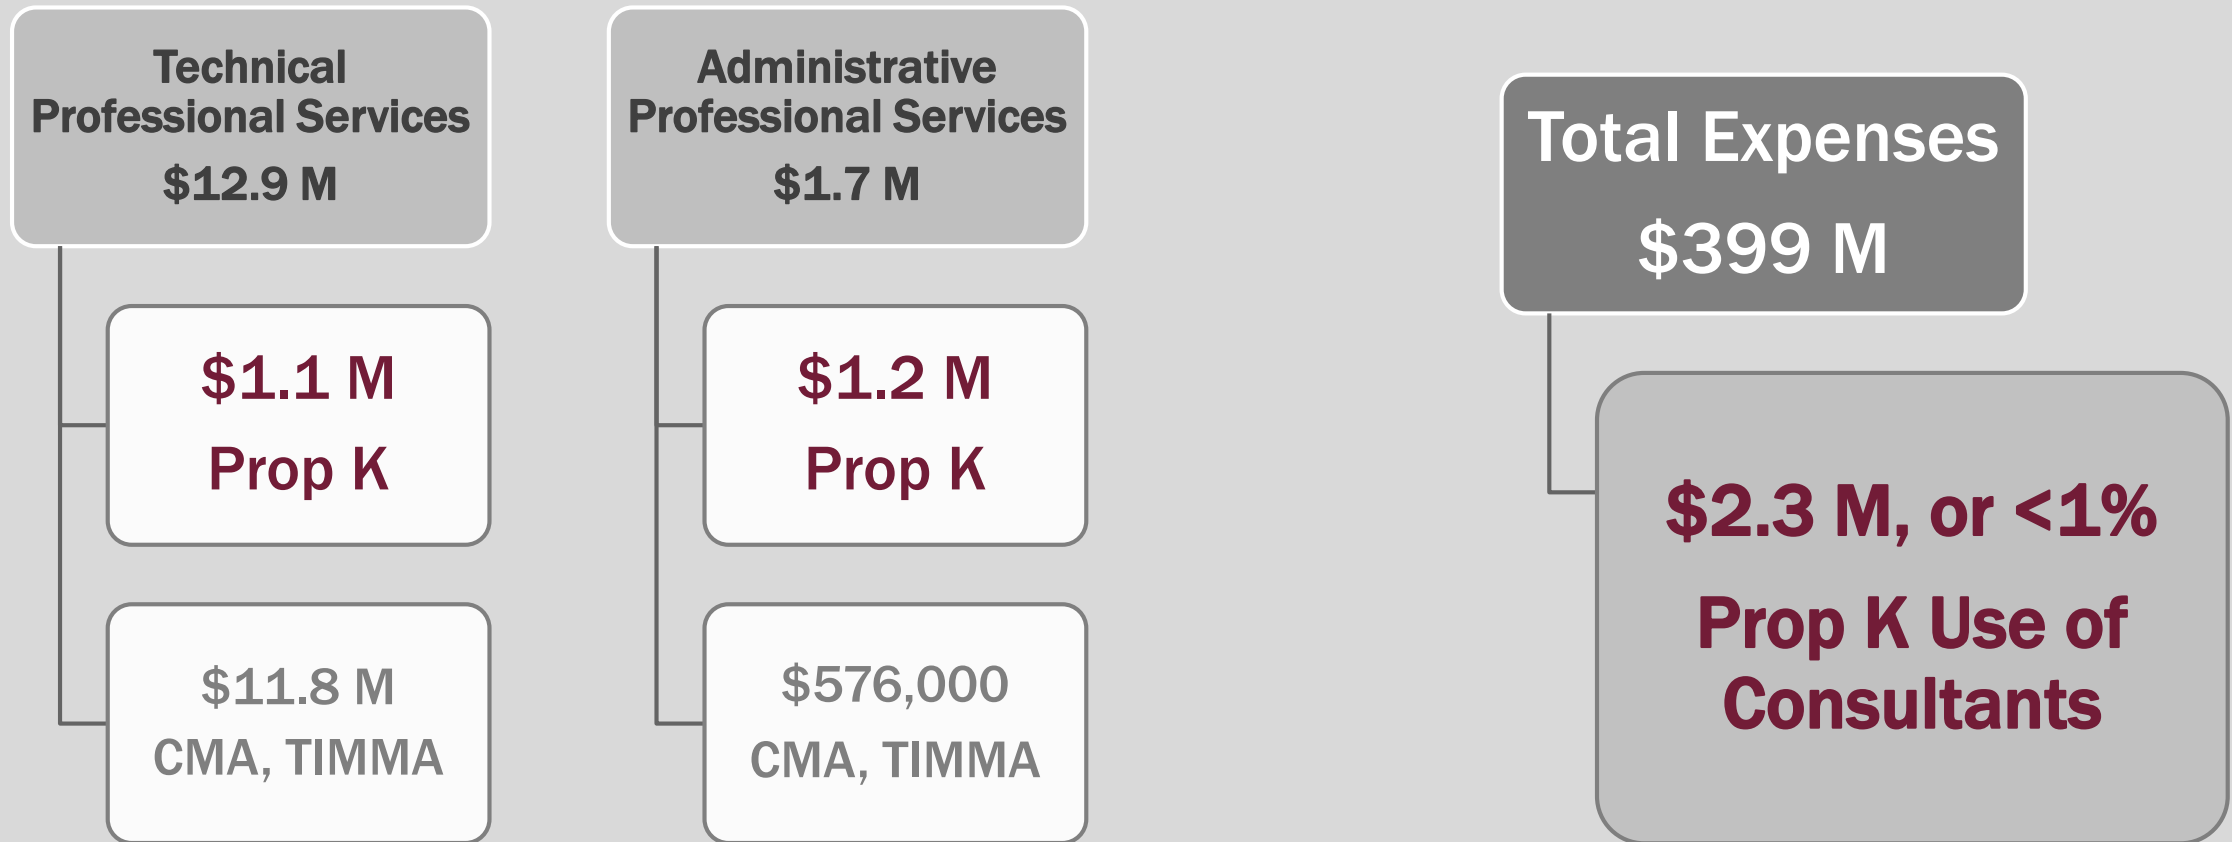 Technical
Professional Services
$12.9 M
$1.1 M
Prop K
$11.8 M
CMA, TIMMA
Administrative
Professional Services
$1.7 M
$1.2 M
Prop K
$576,000
CMA, TIMMA
Total Expenses
$399 M
$2.3 M, or <1%
Prop K Use of
Consultants